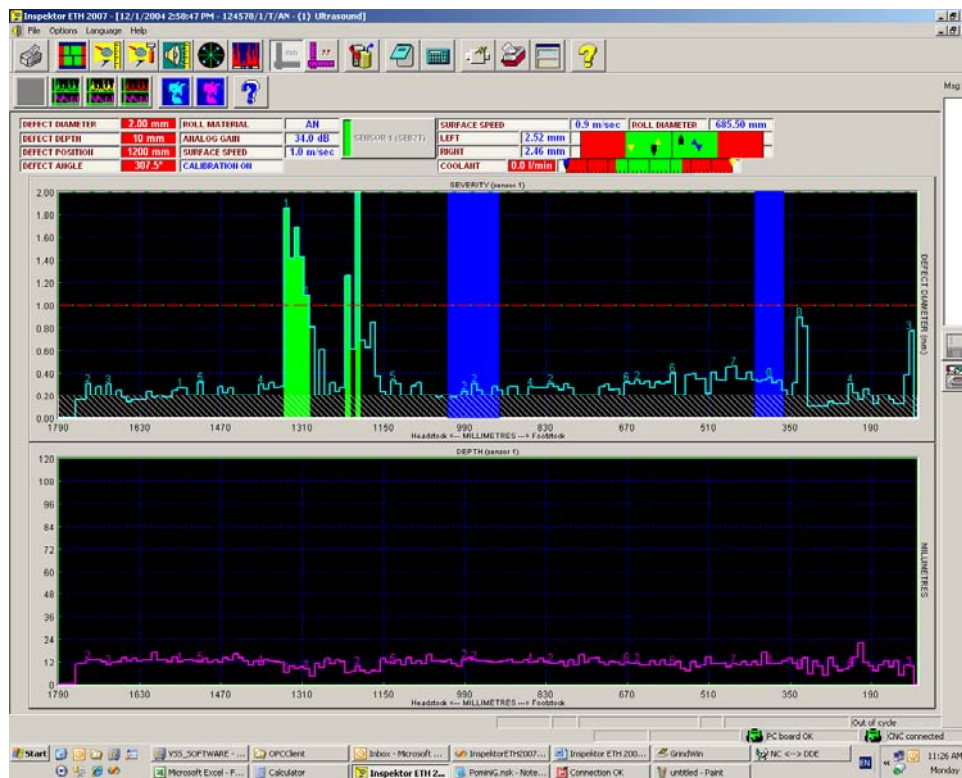 Inspektor ETH 2007 - [12/1/2004 2:58:47 PM - 124578/1/T/AN - (1) Ultrasound]
File Options Language Help
Msg
DEFECT DIAMETER 2.00 mm ROLL MATERIAL AN SENSOR 1 (SEB2T) SURFACE SPEED 0.9 m/sec ROLL DIAMETER 685.50 mm
DEFECT DEPTH 10 mm ANALOG GAIN 34.0 dB LEFT 2.52 mm
DEFECT POSITION 1200 mm SURFACE SPEED 1.0 m/sec RIGHT 2.46 mm
DEFECT ANGLE 307.5° CALIBRATION ON COOLANT 0.0 l/min
SEVERITY (sensor 1)
2.00
1.80
1.60
1.40
1.20
1.00
0.80
0.60
0.40
0.20
0.00
DEFECT DIAMETER (mm)
1790 1630 1470 1310 1150 990 830 670 510 350 190
Headstock <--- MILLIMETRES ---> Footstock
DEPTH (sensor 1)
120
108
96
84
72
60
48
36
24
12
0
MILLIMETRES
1790 1630 1470 1310 1150 990 830 670 510 350 190
Headstock <--- MILLIMETRES ---> Footstock
Out of cycle
PC board OK CNC connected
Start VSS_SOFTWARE - ... OPCClient Inbox - Microsoft ... InspektorETH2007... Inspektor ETH 200... GrindWin NC <--> DDE EN 11:26 AM
Microsoft Excel - F... Calculator Inspektor ETH 2... PominiG.nsk - Note... Connection OK untitled - Paint Monday